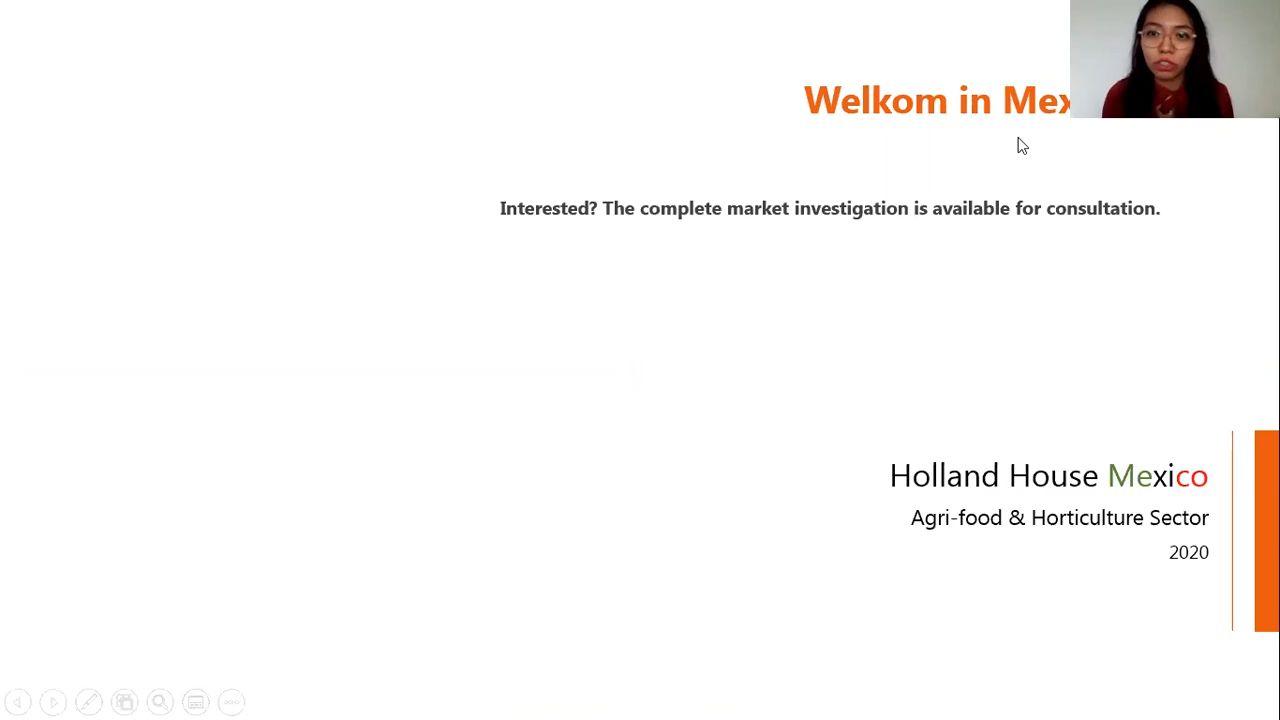 Welkom in Mex
Interested? The complete market investigation is available for consultation.
Holland House Mexico
Agri-food & Horticulture Sector
2020